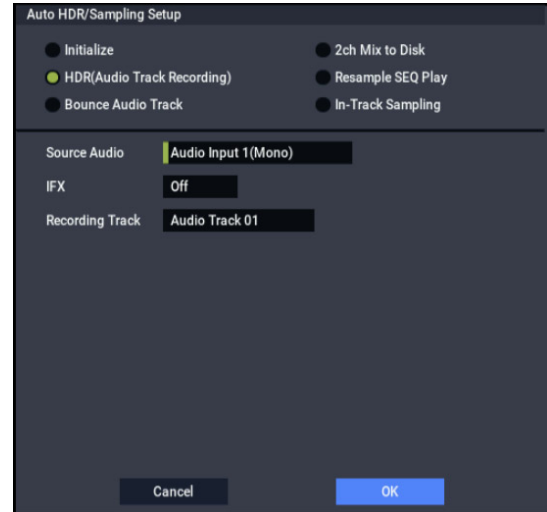 Auto HDR/Sampling Setup
Initialize
2ch Mix to Disk
HDR(Audio Track Recording)
Resample SEQ Play
Bounce Audio Track
In-Track Sampling
Source Audio Audio Input 1(Mono)
IFX Off
Recording Track Audio Track 01
Cancel OK